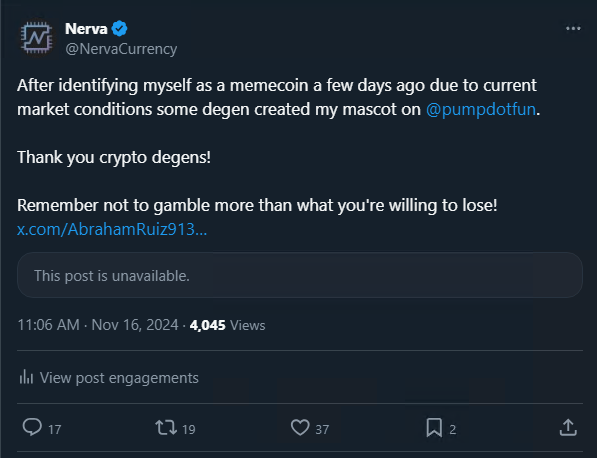 Nerva
@NervaCurrency
After identifying myself as a memecoin a few days ago due to current
market conditions some degen created my mascot on @pumpdotfun.
Thank you crypto degens!
Remember not to gamble more than what you're willing to lose!
x.com/AbrahamRuiz913...
This post is unavailable.
11:06 AM · Nov 16, 2024 · 4,045 Views
View post engagements
17 19 37 2